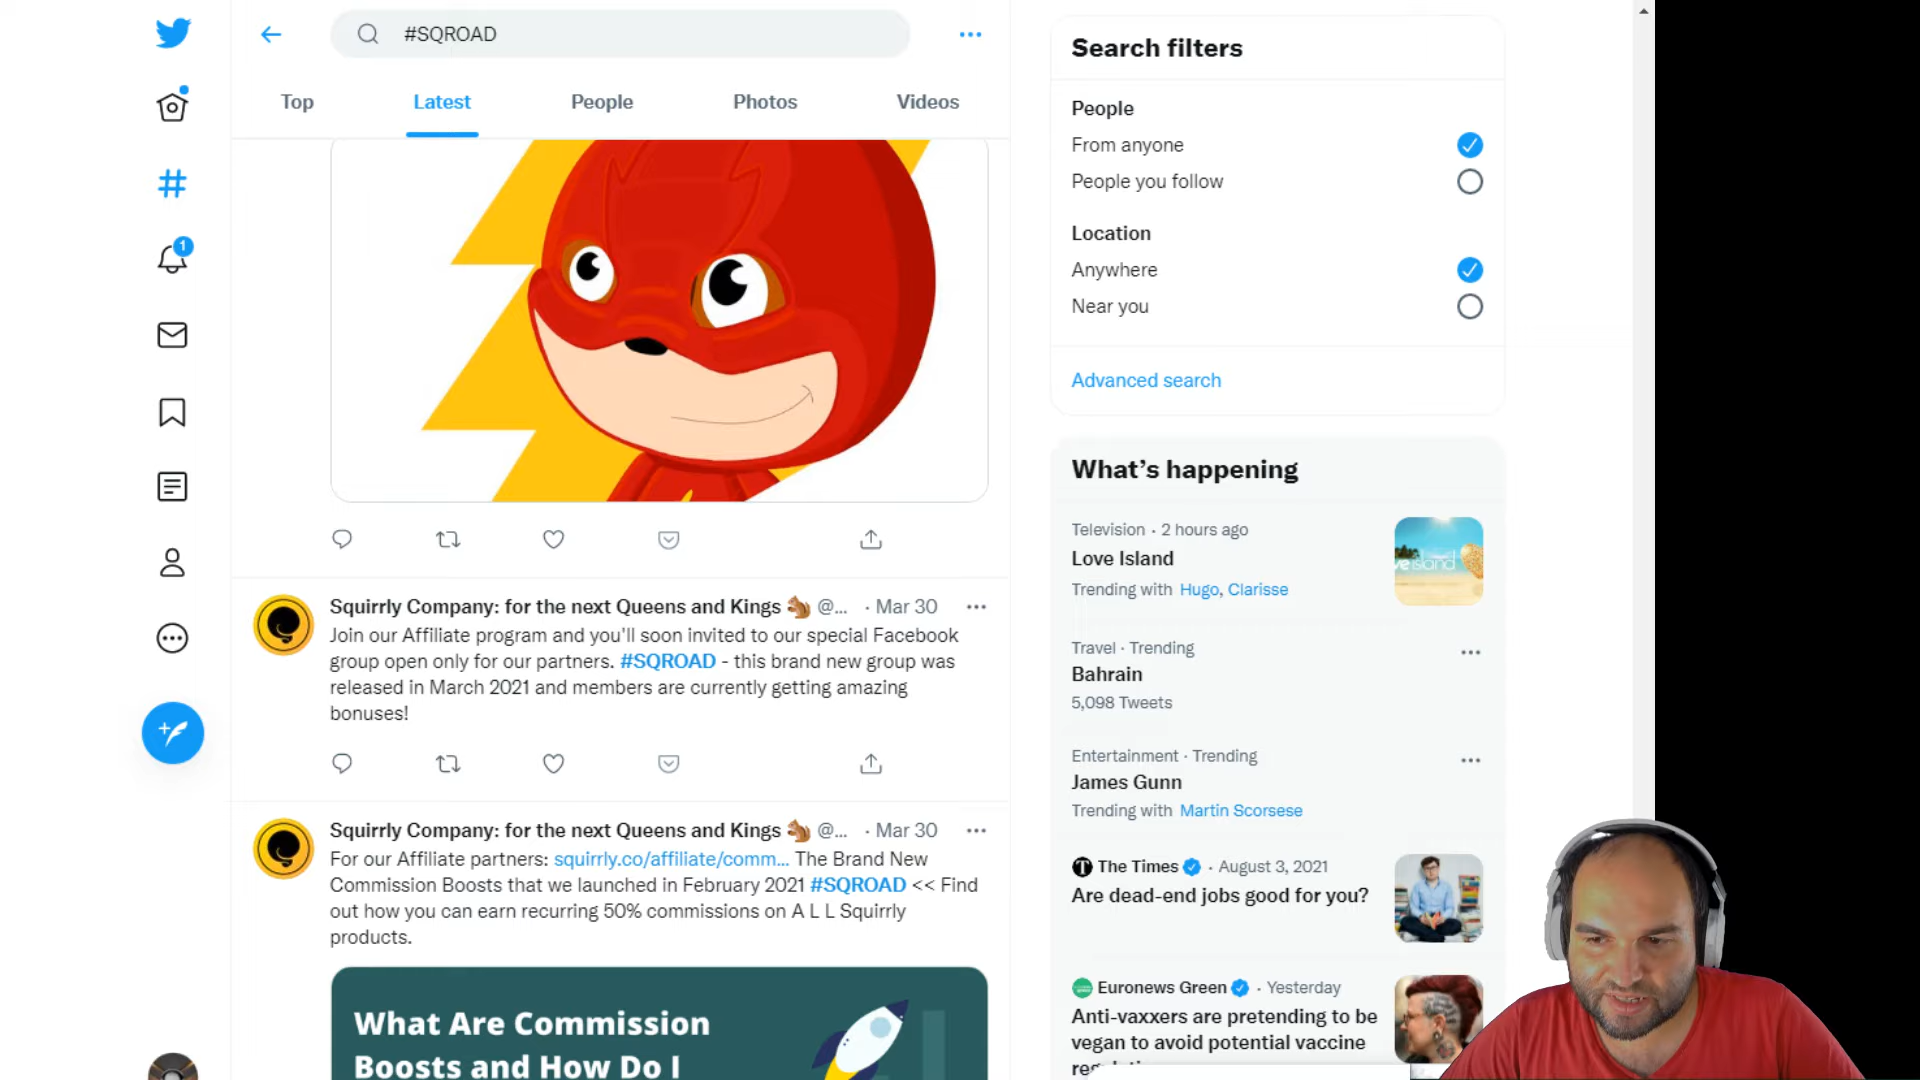 #SQROAD
Top
Latest
People
Photos
Videos
1
Squirrly Company: for the next Queens and Kings 🐿 @... · Mar 30
Join our Affiliate program and you'll soon invited to our special Facebook
group open only for our partners. #SQROAD - this brand new group was
released in March 2021 and members are currently getting amazing
bonuses!
Squirrly Company: for the next Queens and Kings 🐿 @... · Mar 30
For our Affiliate partners: squirrly.co/affiliate/comm... The Brand New
Commission Boosts that we launched in February 2021 #SQROAD << Find
out how you can earn recurring 50% commissions on A L L Squirrly
products.
What Are Commission
Boosts and How Do I
Search filters
People
From anyone
People you follow
Location
Anywhere
Near you
Advanced search
What's happening
Television · 2 hours ago
Love Island
Trending with Hugo, Clarisse
Travel · Trending
Bahrain
5,098 Tweets
Entertainment · Trending
James Gunn
Trending with Martin Scorsese
The Times · August 3, 2021
Are dead-end jobs good for you?
Euronews Green · Yesterday
Anti-vaxxers are pretending to be
vegan to avoid potential vaccine